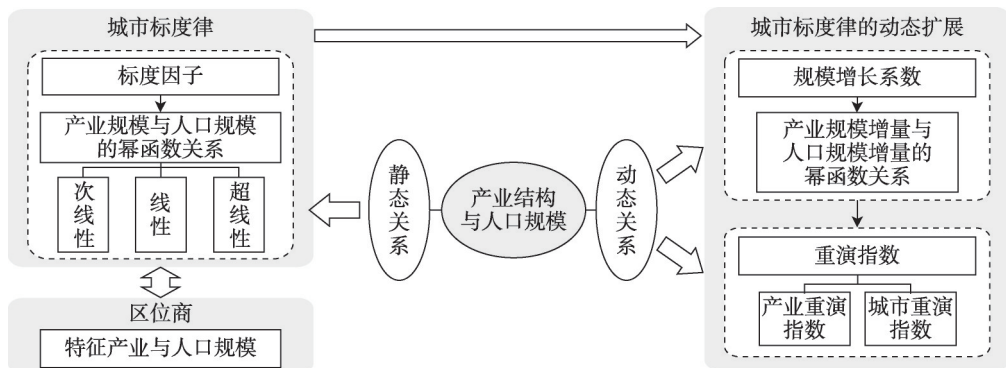 城市标度律
标度因子
产业规模与人口规模
的幂函数关系
次线性
线性
超线性
区位商
特征产业与人口规模
静态关系
产业结构
与人口规模
动态关系
城市标度律的动态扩展
规模增长系数
产业规模增量与
人口规模增量的
幂函数关系
重演指数
产业重演
指数
城市重演
指数